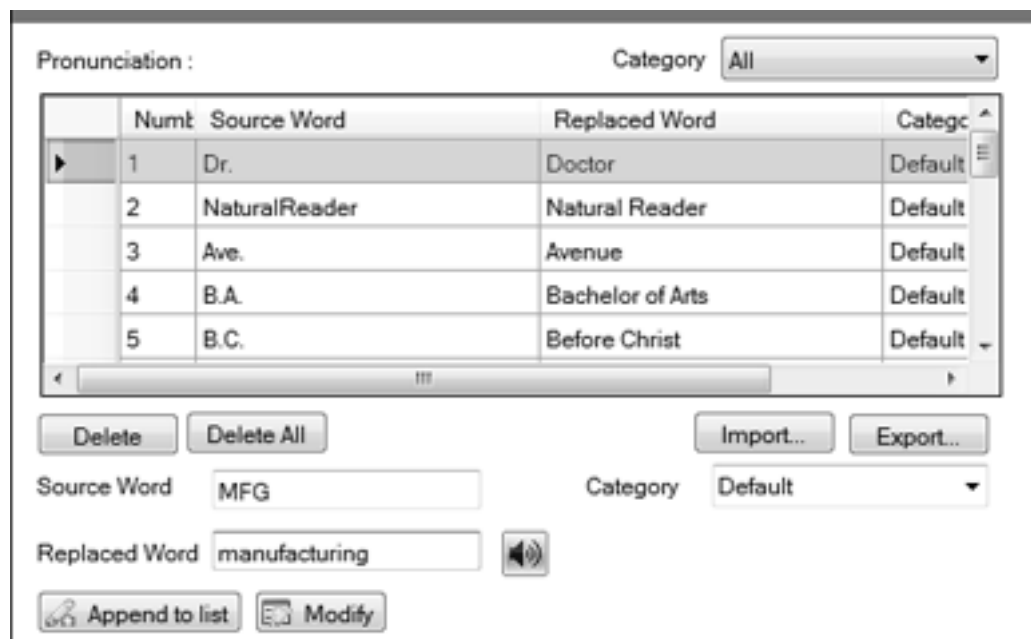 Pronunciation : Category All
Numb Source Word Replaced Word Catego
1 Dr. Doctor Default
2 NaturalReader Natural Reader Default
3 Ave. Avenue Default
4 B.A. Bachelor of Arts Default
5 B.C. Before Christ Default
Delete Delete All Import... Export...
Source Word MFG Category Default
Replaced Word manufacturing
Append to list Modify